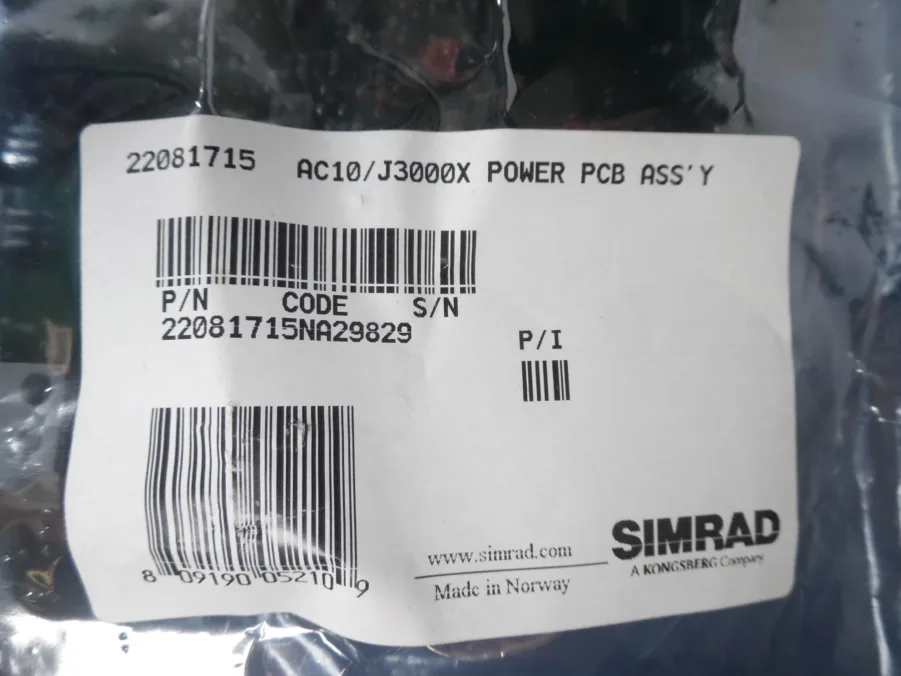 22081715 AC10/J3000X POWER PCB ASS'Y
P/N CODE S/N
22081715NA29829
P/I
8 09190 05210 9
www.simrad.com
Made in Norway
SIMRAD
A KONGSBERG Company